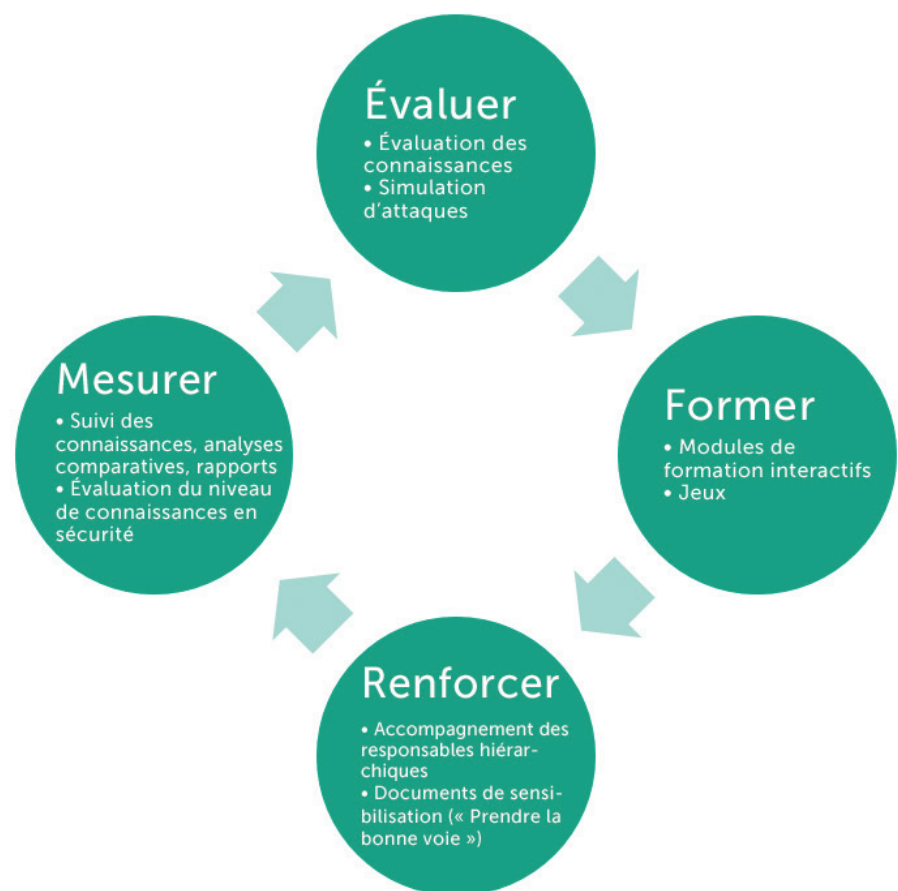 Évaluer
• Évaluation des
connaissances
• Simulation
d’attaques
Former
• Modules de
formation interactifs
• Jeux
Renforcer
• Accompagnement des
responsables hiérar-
chiques
• Documents de sensi-
bilisation (« Prendre la
bonne voie »)
Mesurer
• Suivi des
connaissances, analyses
comparatives, rapports
• Évaluation du niveau
de connaissances en
sécurité